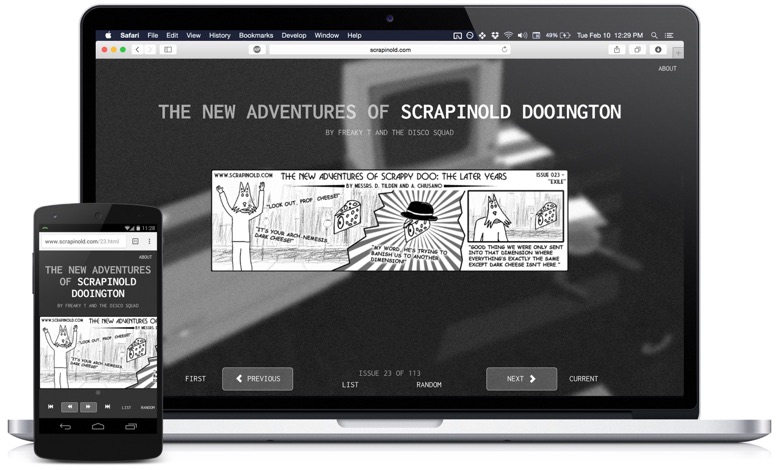 Safari File Edit View History Bookmarks Develop Window Help 49% Tue Feb 10 12:29 PM
scrapinold.com
ABOUT
THE NEW ADVENTURES OF SCRAPINOLD DOOINGTON
BY FREAKY T AND THE DISCO SQUAD
WWW.SCRAPINOLD.COM
THE NEW ADVENTURES OF SCRAPPY DOO: THE LATER YEARS
BY MESSRS. D. TILDEN AND A. CHUSANO
ISSUE 023 -
"EXILE"
"LOOK OUT, PROF CHEESE!"
"IT'S YOUR ARCH NEMESIS,
DARK CHEESE!"
"MY WORD, HE'S TRYING TO
BANISH US TO ANOTHER
DIMENSION!"
"GOOD THING WE WERE ONLY SENT
INTO THAT DIMENSION WHERE
EVERYTHING'S EXACTLY THE SAME
EXCEPT DARK CHEESE ISN'T HERE."
FIRST
PREVIOUS
ISSUE 23 OF 113
LIST
RANDOM
NEXT
CURRENT
11:28
www.scrapinold.com/23.html
ABOUT
THE NEW ADVENTURES
OF SCRAPINOLD
DOOINGTON
BY FREAKY T AND THE DISCO SQUAD
WWW.SCRAPINOLD.COM
THE NEW ADVENTURES O
"LOOK OUT, PROF CHEESE!"
"IT'S YOUR ARCH NEMESIS,
DARK CHEESE!"
LIST
RANDOM